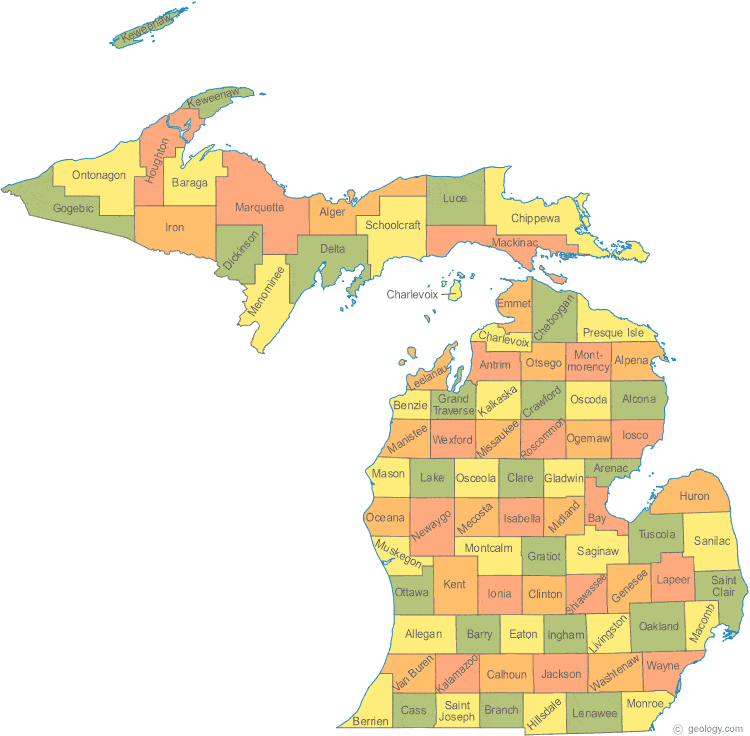 Keweenaw
Keweenaw
Houghton
Ontonagon
Baraga
Gogebic
Iron
Marquette
Alger
Luce
Schoolcraft
Chippewa
Dickinson
Delta
Mackinac
Menominee
Charlevoix
Emmet
Cheboygan
Presque Isle
Charlevoix
Antrim
Otsego
Mont-
morency
Alpena
Leelanau
Benzie
Grand
Traverse
Kalkaska
Crawford
Oscoda
Alcona
Manistee
Wexford
Missaukee
Roscommon
Ogemaw
Iosco
Mason
Lake
Osceola
Clare
Gladwin
Arenac
Huron
Oceana
Newaygo
Mecosta
Isabella
Midland
Bay
Tuscola
Sanilac
Muskegon
Montcalm
Gratiot
Saginaw
Ottawa
Kent
Ionia
Clinton
Shiawassee
Genesee
Lapeer
Saint
Clair
Allegan
Barry
Eaton
Ingham
Livingston
Oakland
Macomb
Van Buren
Kalamazoo
Calhoun
Jackson
Washtenaw
Wayne
Berrien
Cass
Saint
Joseph
Branch
Hillsdale
Lenawee
Monroe
© geology.com